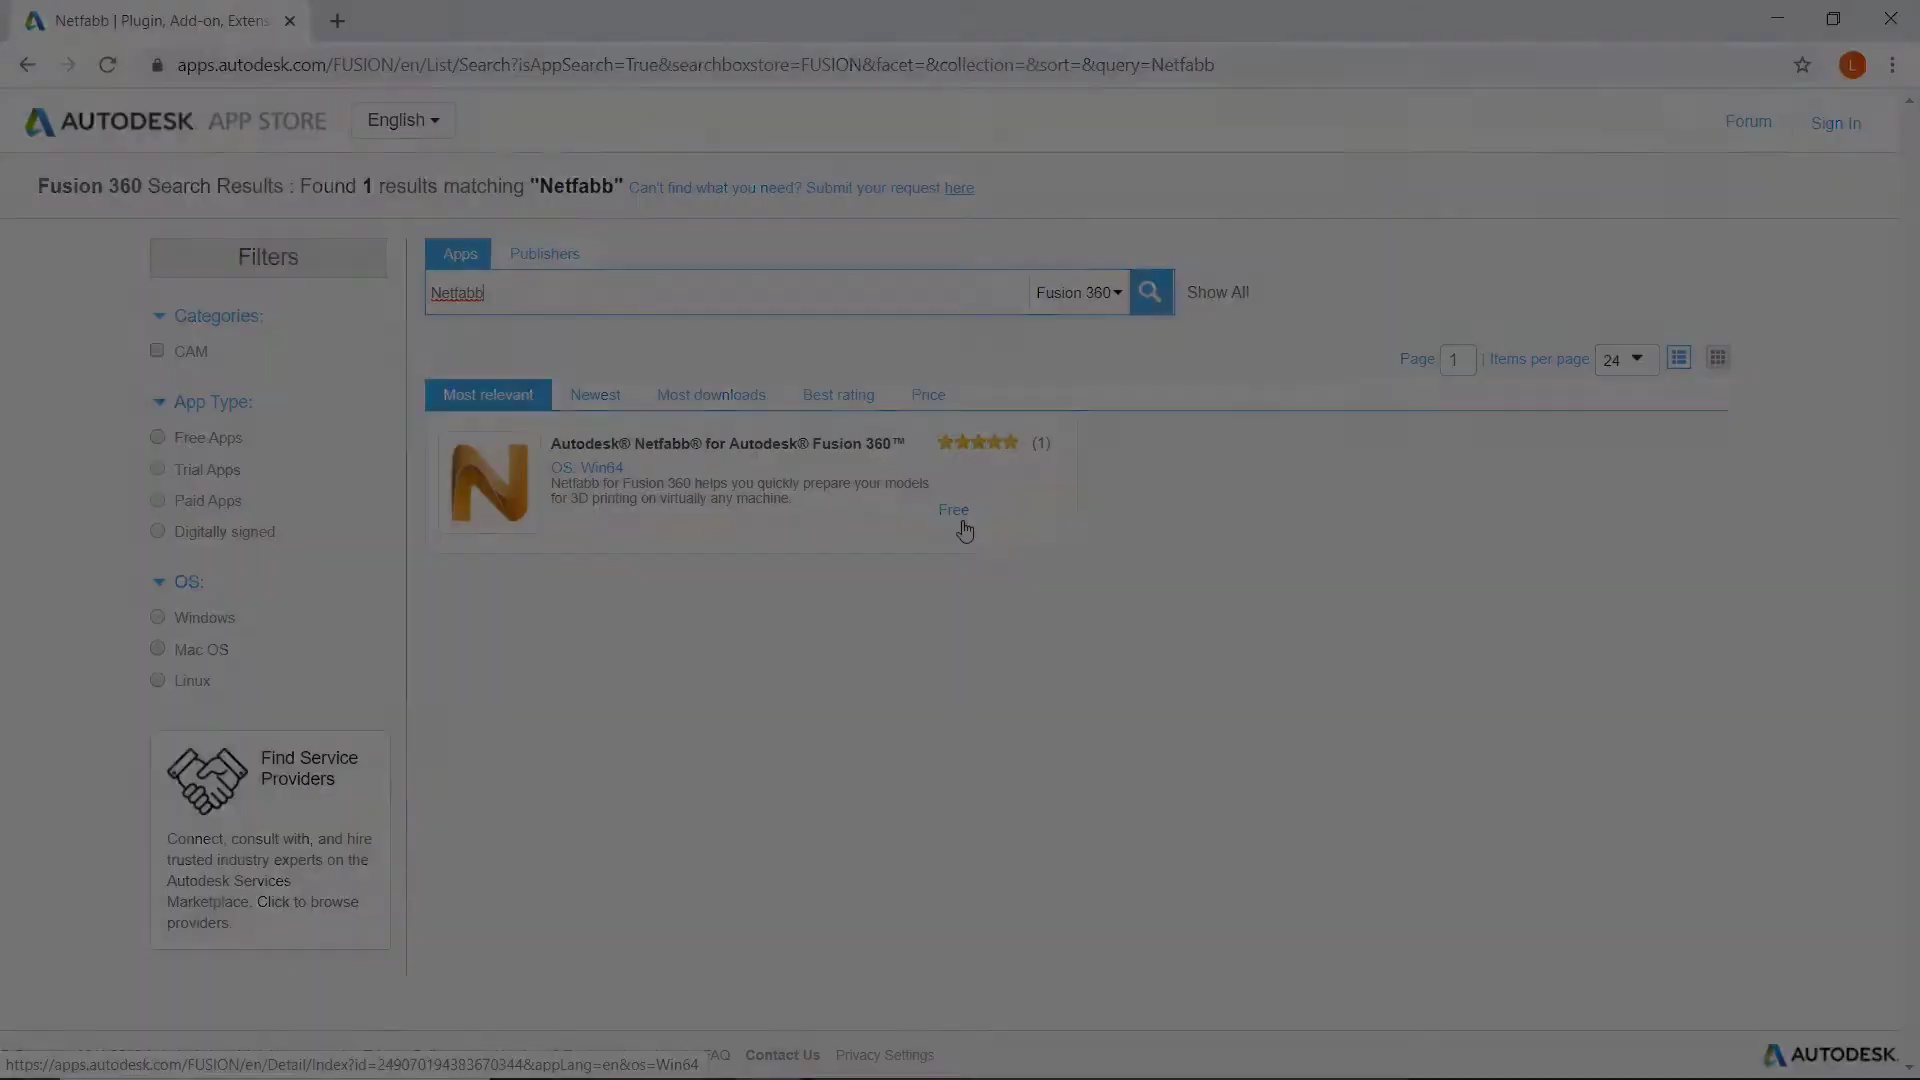 Netfabb | Plugin, Add-on, Extens
apps.autodesk.com/FUSION/en/List/Search?isAppSearch=True&searchboxstore=FUSION&facet=&collection=&sort=&query=Netfabb
L
AUTODESK APP STORE English
Forum Sign In
Fusion 360 Search Results : Found 1 results matching "Netfabb" Can't find what you need? Submit your request here
Filters
Categories:
CAM
App Type:
Free Apps
Trial Apps
Paid Apps
Digitally signed
OS:
Windows
Mac OS
Linux
Find Service
Providers
Connect, consult with, and hire
trusted industry experts on the
Autodesk Services
Marketplace. Click to browse
providers.
Apps Publishers
Netfabb Fusion 360 Show All
Page 1 | Items per page 24
Most relevant Newest Most downloads Best rating Price
N
Autodesk® Netfabb® for Autodesk® Fusion 360™ (1)
OS: Win64
Netfabb for Fusion 360 helps you quickly prepare your models
for 3D printing on virtually any machine.
Free
FAQ Contact Us Privacy Settings
https://apps.autodesk.com/FUSION/en/Detail/Index?id=249070194383670344&appLang=en&os=Win64
AUTODESK.